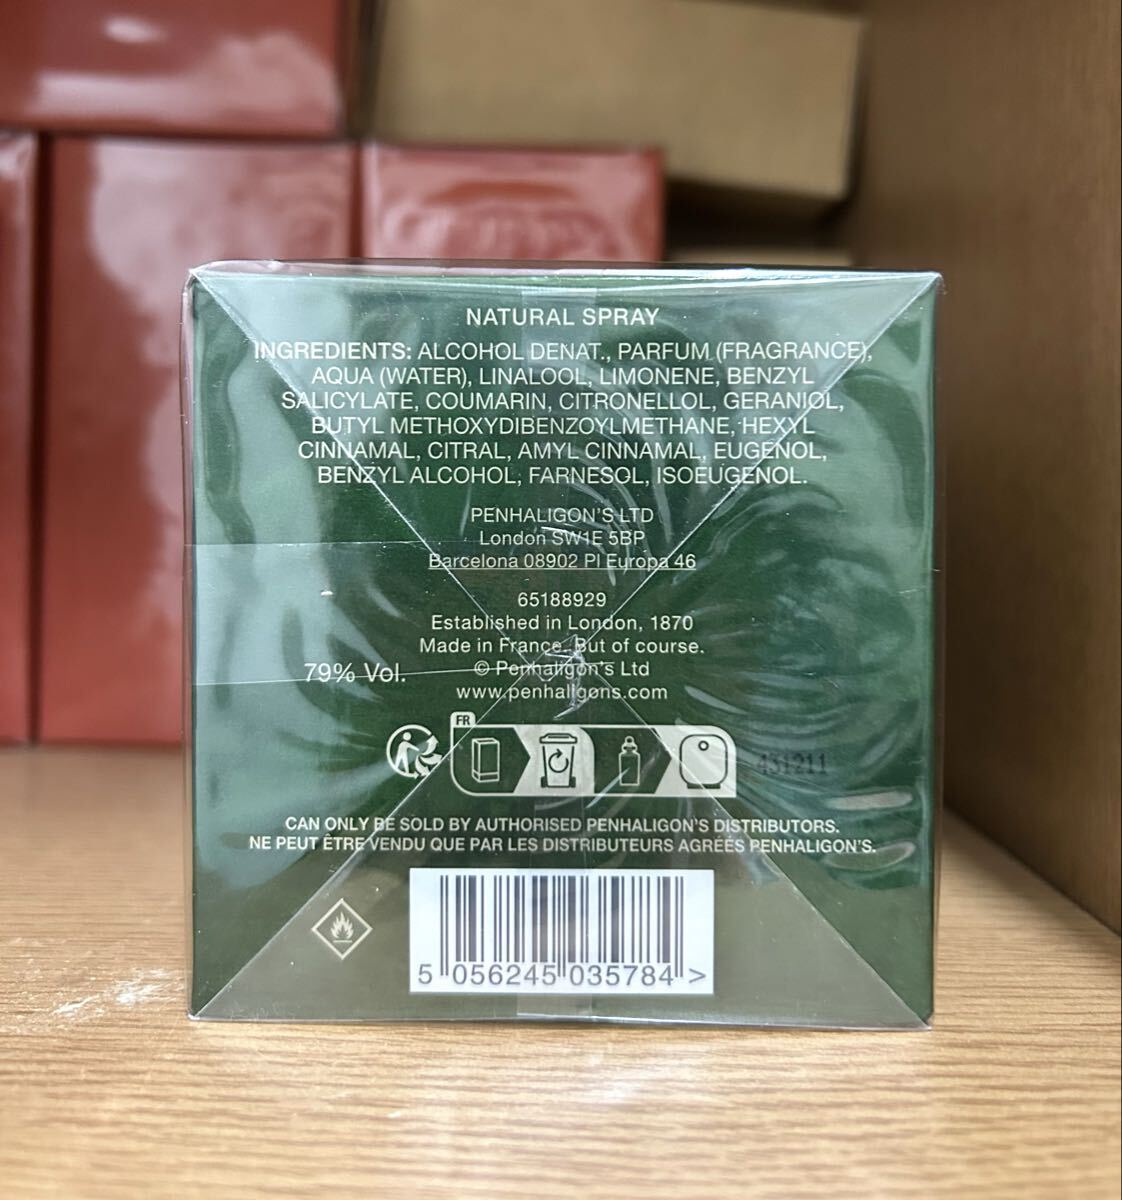 NATURAL SPRAY
INGREDIENTS: ALCOHOL DENAT., PARFUM (FRAGRANCE),
AQUA (WATER), LINALOOL, LIMONENE, BENZYL
SALICYLATE, COUMARIN, CITRONELLOL, GERANIOL,
BUTYL METHOXYDIBENZOYLMETHANE, HEXYL
CINNAMAL, CITRAL, AMYL CINNAMAL, EUGENOL,
BENZYL ALCOHOL, FARNESOL, ISOEUGENOL.
PENHALIGON'S LTD
London SW1E 5BP
Barcelona 08902 Pl Europa 46
65188929
Established in London, 1870
Made in France. But of course.
79% Vol.
© Penhaligon's Ltd
www.penhaligons.com
FR
431211
CAN ONLY BE SOLD BY AUTHORISED PENHALIGON'S DISTRIBUTORS.
NE PEUT ÊTRE VENDU QUE PAR LES DISTRIBUTEURS AGRÉÉS PENHALIGON'S.
5 056245 035784 >